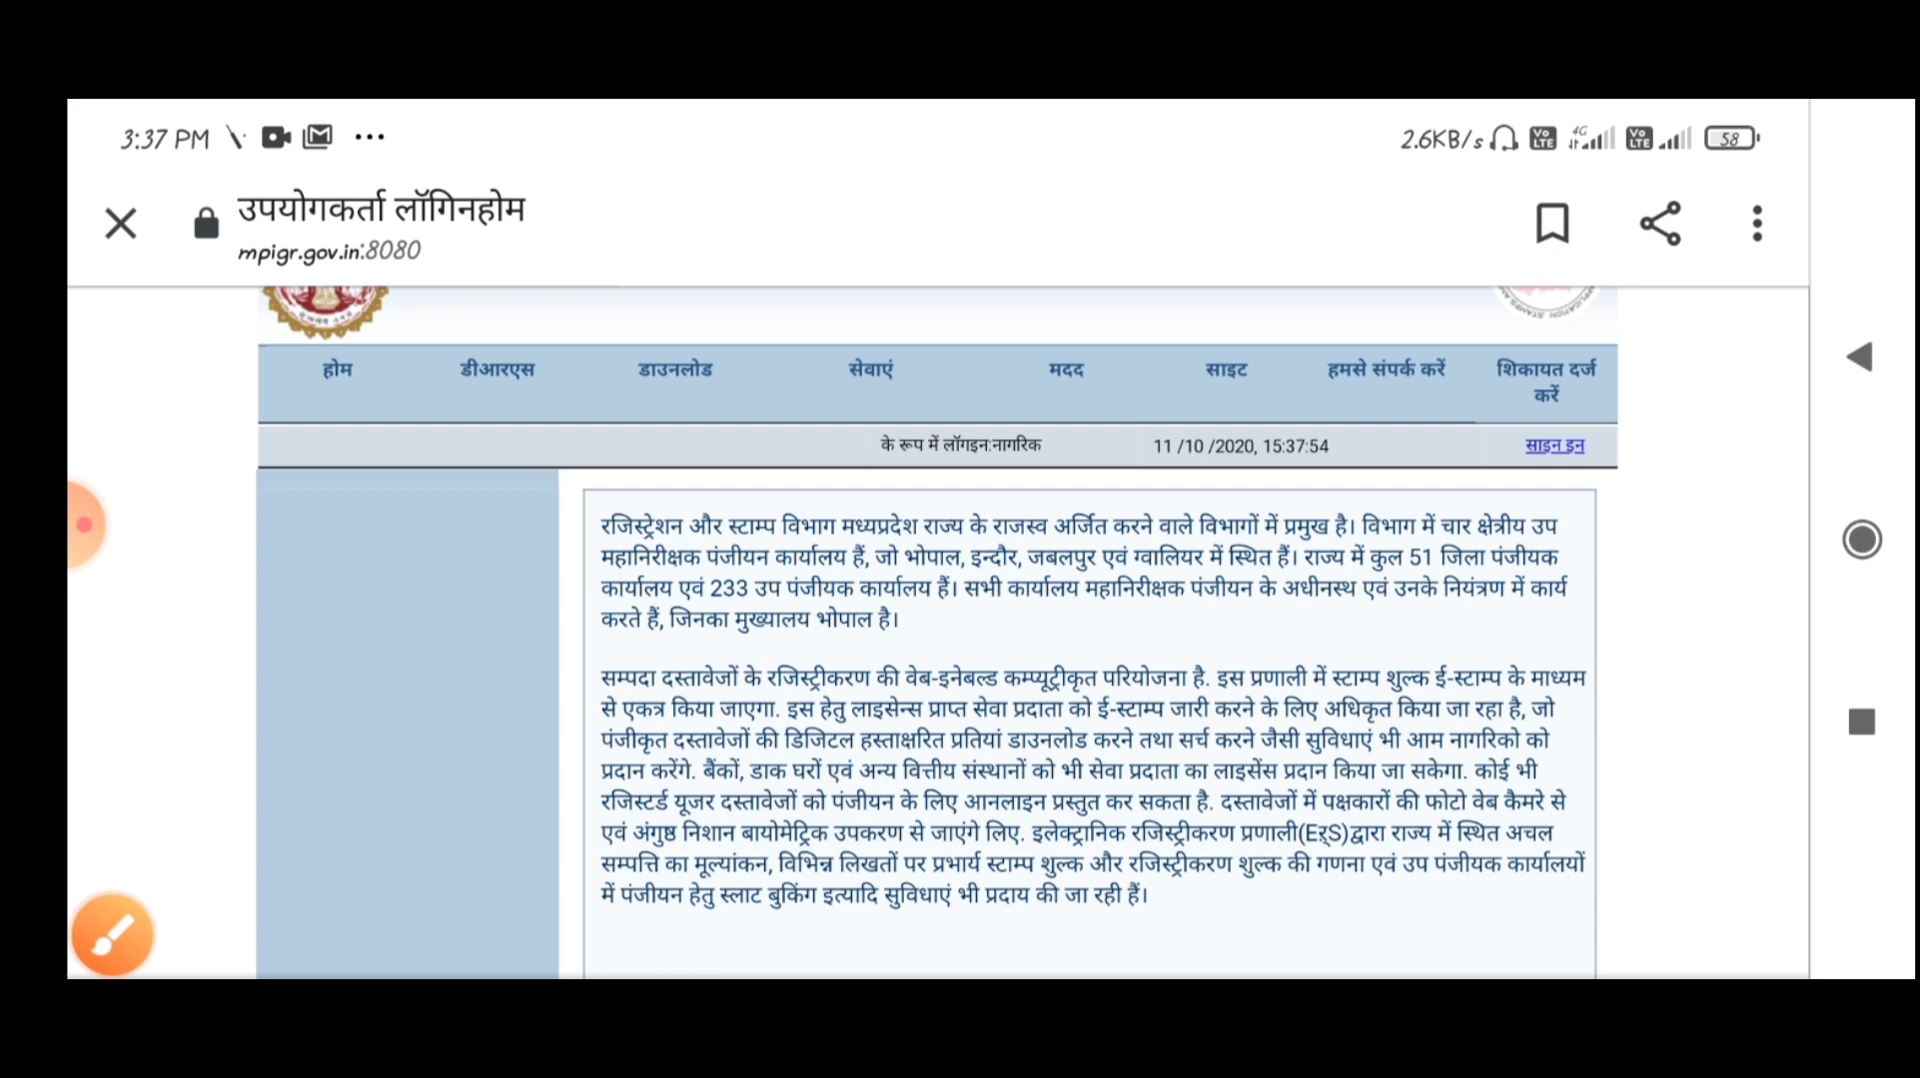 3:37 PM
2.6KB/s
Vo LTE
4G
Vo LTE
58
उपयोगकर्ता लॉगिनहोम
mpigr.gov.in:8080
होम डीआरएस डाउनलोड सेवाएं मदद साइट हमसे संपर्क करें शिकायत दर्ज
करें
के रूप में लॉगइन:नागरिक 11 /10 /2020, 15:37:54 साइन इन
रजिस्ट्रेशन और स्टाम्प विभाग मध्यप्रदेश राज्य के राजस्व अर्जित करने वाले विभागों में प्रमुख है। विभाग में चार क्षेत्रीय उप
महानिरीक्षक पंजीयन कार्यालय हैं, जो भोपाल, इन्दौर, जबलपुर एवं ग्वालियर में स्थित हैं। राज्य में कुल 51 जिला पंजीयक
कार्यालय एवं 233 उप पंजीयक कार्यालय हैं। सभी कार्यालय महानिरीक्षक पंजीयन के अधीनस्थ एवं उनके नियंत्रण में कार्य
करते हैं, जिनका मुख्यालय भोपाल है।
सम्पदा दस्तावेजों के रजिस्ट्रीकरण की वेब-इनेबल्ड कम्प्यूट्रीकृत परियोजना है. इस प्रणाली में स्टाम्प शुल्क ई-स्टाम्प के माध्यम
से एकत्र किया जाएगा. इस हेतु लाइसेन्स प्राप्त सेवा प्रदाता को ई-स्टाम्प जारी करने के लिए अधिकृत किया जा रहा है, जो
पंजीकृत दस्तावेजों की डिजिटल हस्ताक्षरित प्रतियां डाउनलोड करने तथा सर्च करने जैसी सुविधाएं भी आम नागरिको को
प्रदान करेंगे. बैंकों, डाक घरों एवं अन्य वित्तीय संस्थानों को भी सेवा प्रदाता का लाइसेंस प्रदान किया जा सकेगा. कोई भी
रजिस्टर्ड यूजर दस्तावेजों को पंजीयन के लिए आनलाइन प्रस्तुत कर सकता है. दस्तावेजों में पक्षकारों की फोटो वेब कैमरे से
एवं अंगुष्ठ निशान बायोमेट्रिक उपकरण से जाएंगे लिए. इलेक्ट्रानिक रजिस्ट्रीकरण प्रणाली(ERृS)द्वारा राज्य में स्थित अचल
सम्पत्ति का मूल्यांकन, विभिन्न लिखतों पर प्रभार्य स्टाम्प शुल्क और रजिस्ट्रीकरण शुल्क की गणना एवं उप पंजीयक कार्यालयों
में पंजीयन हेतु स्लाट बुकिंग इत्यादि सुविधाएं भी प्रदाय की जा रही हैं।